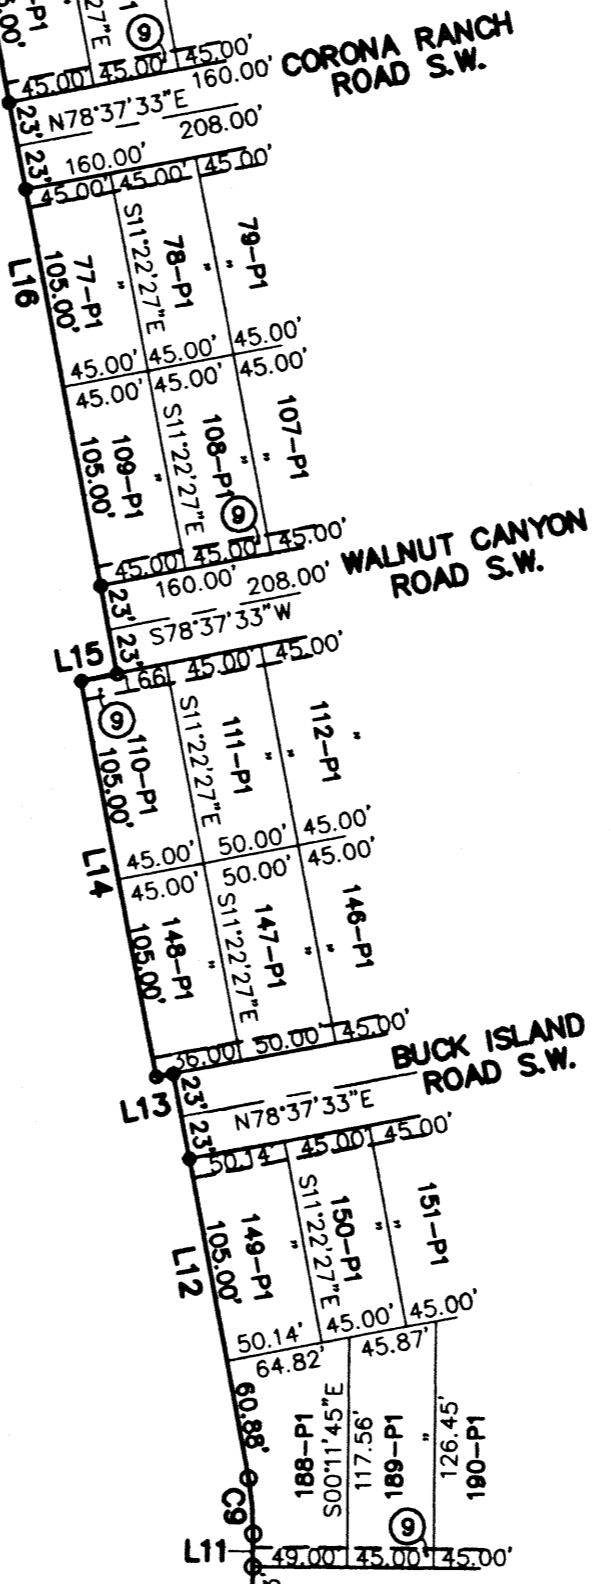 -P1
27"E
1
9
45.00' 45.00' 45.00'
160.00'
CORONA RANCH
ROAD S.W.
23'
N78°37'33"E
208.00'
23'
160.00'
45.00' 45.00' 45.00'
L16
105.00'
77-P1
"
S11°22'27"E
78-P1
"
"
79-P1
45.00' 45.00' 45.00'
45.00' 45.00' 45.00'
105.00'
109-P1
"
S11°22'27"E
108-P1
9
"
"
107-P1
45.00' 45.00' 45.00'
WALNUT CANYON
ROAD S.W.
160.00' 208.00'
23'
S78°37'33"W
23'
L15
1.66 45.00' 45.00'
9
110-P1
105.00'
S11°22'27"E
111-P1
"
"
112-P1
"
L14
45.00' 50.00' 45.00'
45.00' 50.00' 45.00'
105.00'
148-P1
"
S11°22'27"E
147-P1
"
"
146-P1
36.00' 50.00' 45.00'
BUCK ISLAND
ROAD S.W.
L13
23'
N78°37'33"E
23'
50.14' 45.00' 45.00'
L12
105.00'
149-P1
"
S11°22'27"E
150-P1
"
"
151-P1
50.14' 45.00' 45.00'
64.82' 45.87'
60.88'
188-P1
S00°11'45"E
117.56'
189-P1
"
126.45'
190-P1
C9
9
L11
49.00' 45.00' 45.00'